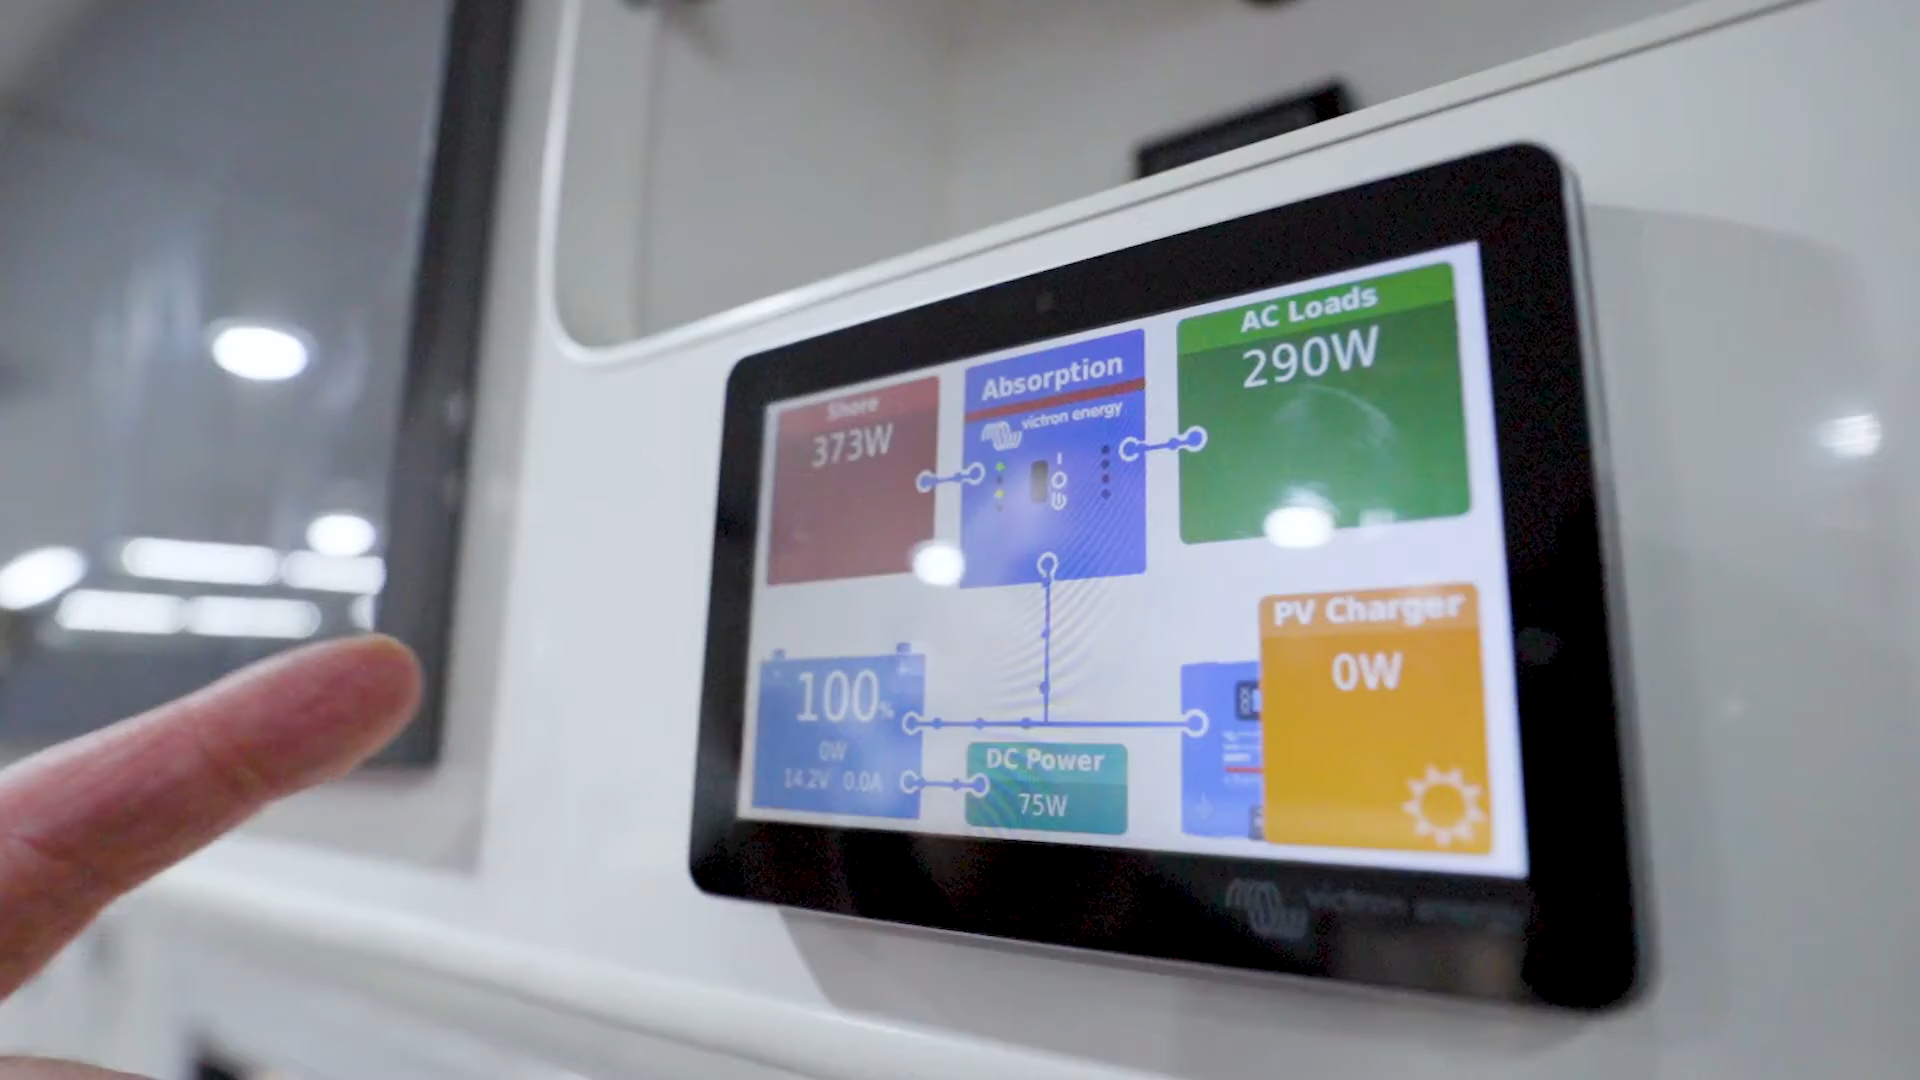 Shore
373W
Absorption
victron energy
AC Loads
290W
100%
0W
14.2V 0.0A
DC Power
75W
PV Charger
0W
victron energy